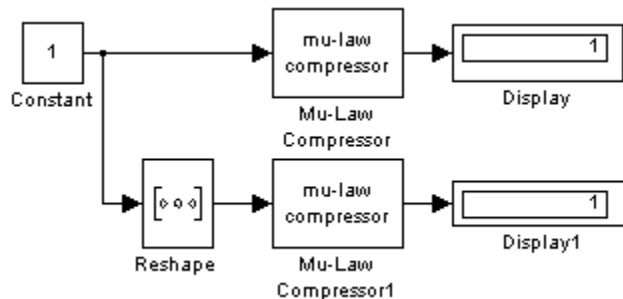 1
Constant
mu-law
compressor
Mu-Law
Compressor
1
Display
Reshape
mu-law
compressor
Mu-Law
Compressor1
1
Display1